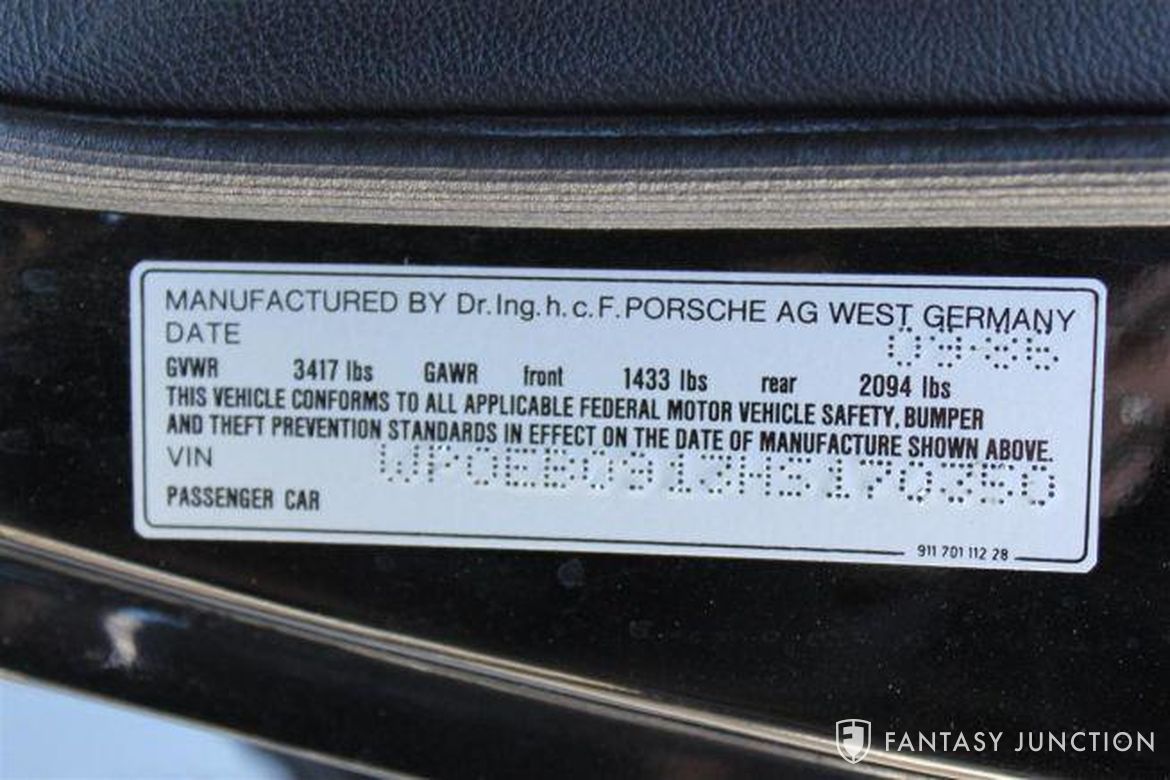 MANUFACTURED BY Dr.Ing.h.c.F.PORSCHE AG WEST GERMANY
DATE 09-86
GVWR 3417 lbs GAWR front 1433 lbs rear 2094 lbs
THIS VEHICLE CONFORMS TO ALL APPLICABLE FEDERAL MOTOR VEHICLE SAFETY, BUMPER
AND THEFT PREVENTION STANDARDS IN EFFECT ON THE DATE OF MANUFACTURE SHOWN ABOVE.
VIN WP0EB0913HS170350
PASSENGER CAR
911 701 112 28
FANTASY JUNCTION